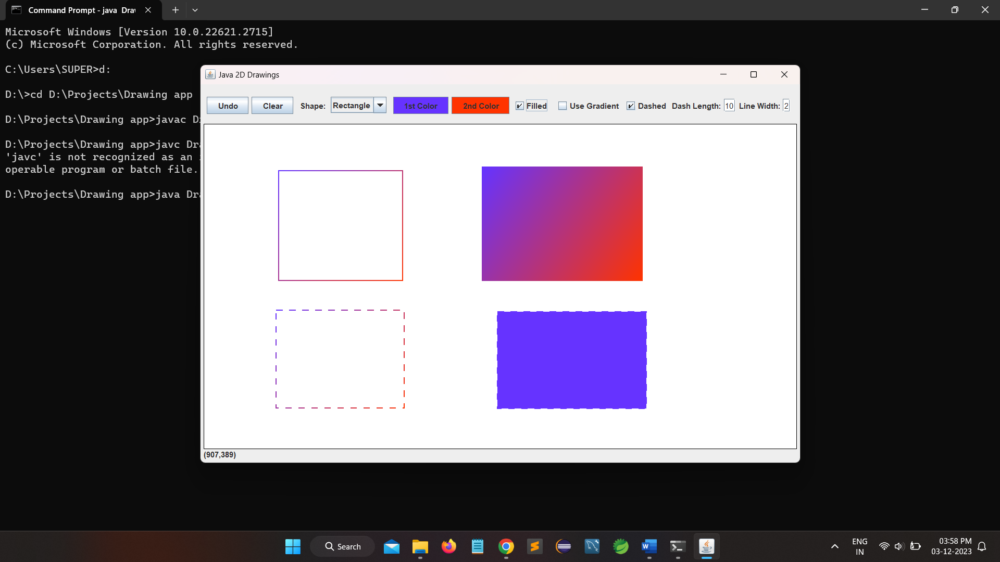 Command Prompt - java Dra
Microsoft Windows [Version 10.0.22621.2715]
(c) Microsoft Corporation. All rights reserved.
C:\Users\SUPER>d:
D:\>cd D:\Projects\Drawing app
D:\Projects\Drawing app>javac D
D:\Projects\Drawing app>javc Dra
'javc' is not recognized as an
operable program or batch file.
D:\Projects\Drawing app>java Dra
Java 2D Drawings
Undo Clear Shape: Rectangle 1st Color 2nd Color Filled Use Gradient Dashed Dash Length: 10 Line Width: 2
(907,389)
Search
ENG
IN
03:58 PM
03-12-2023